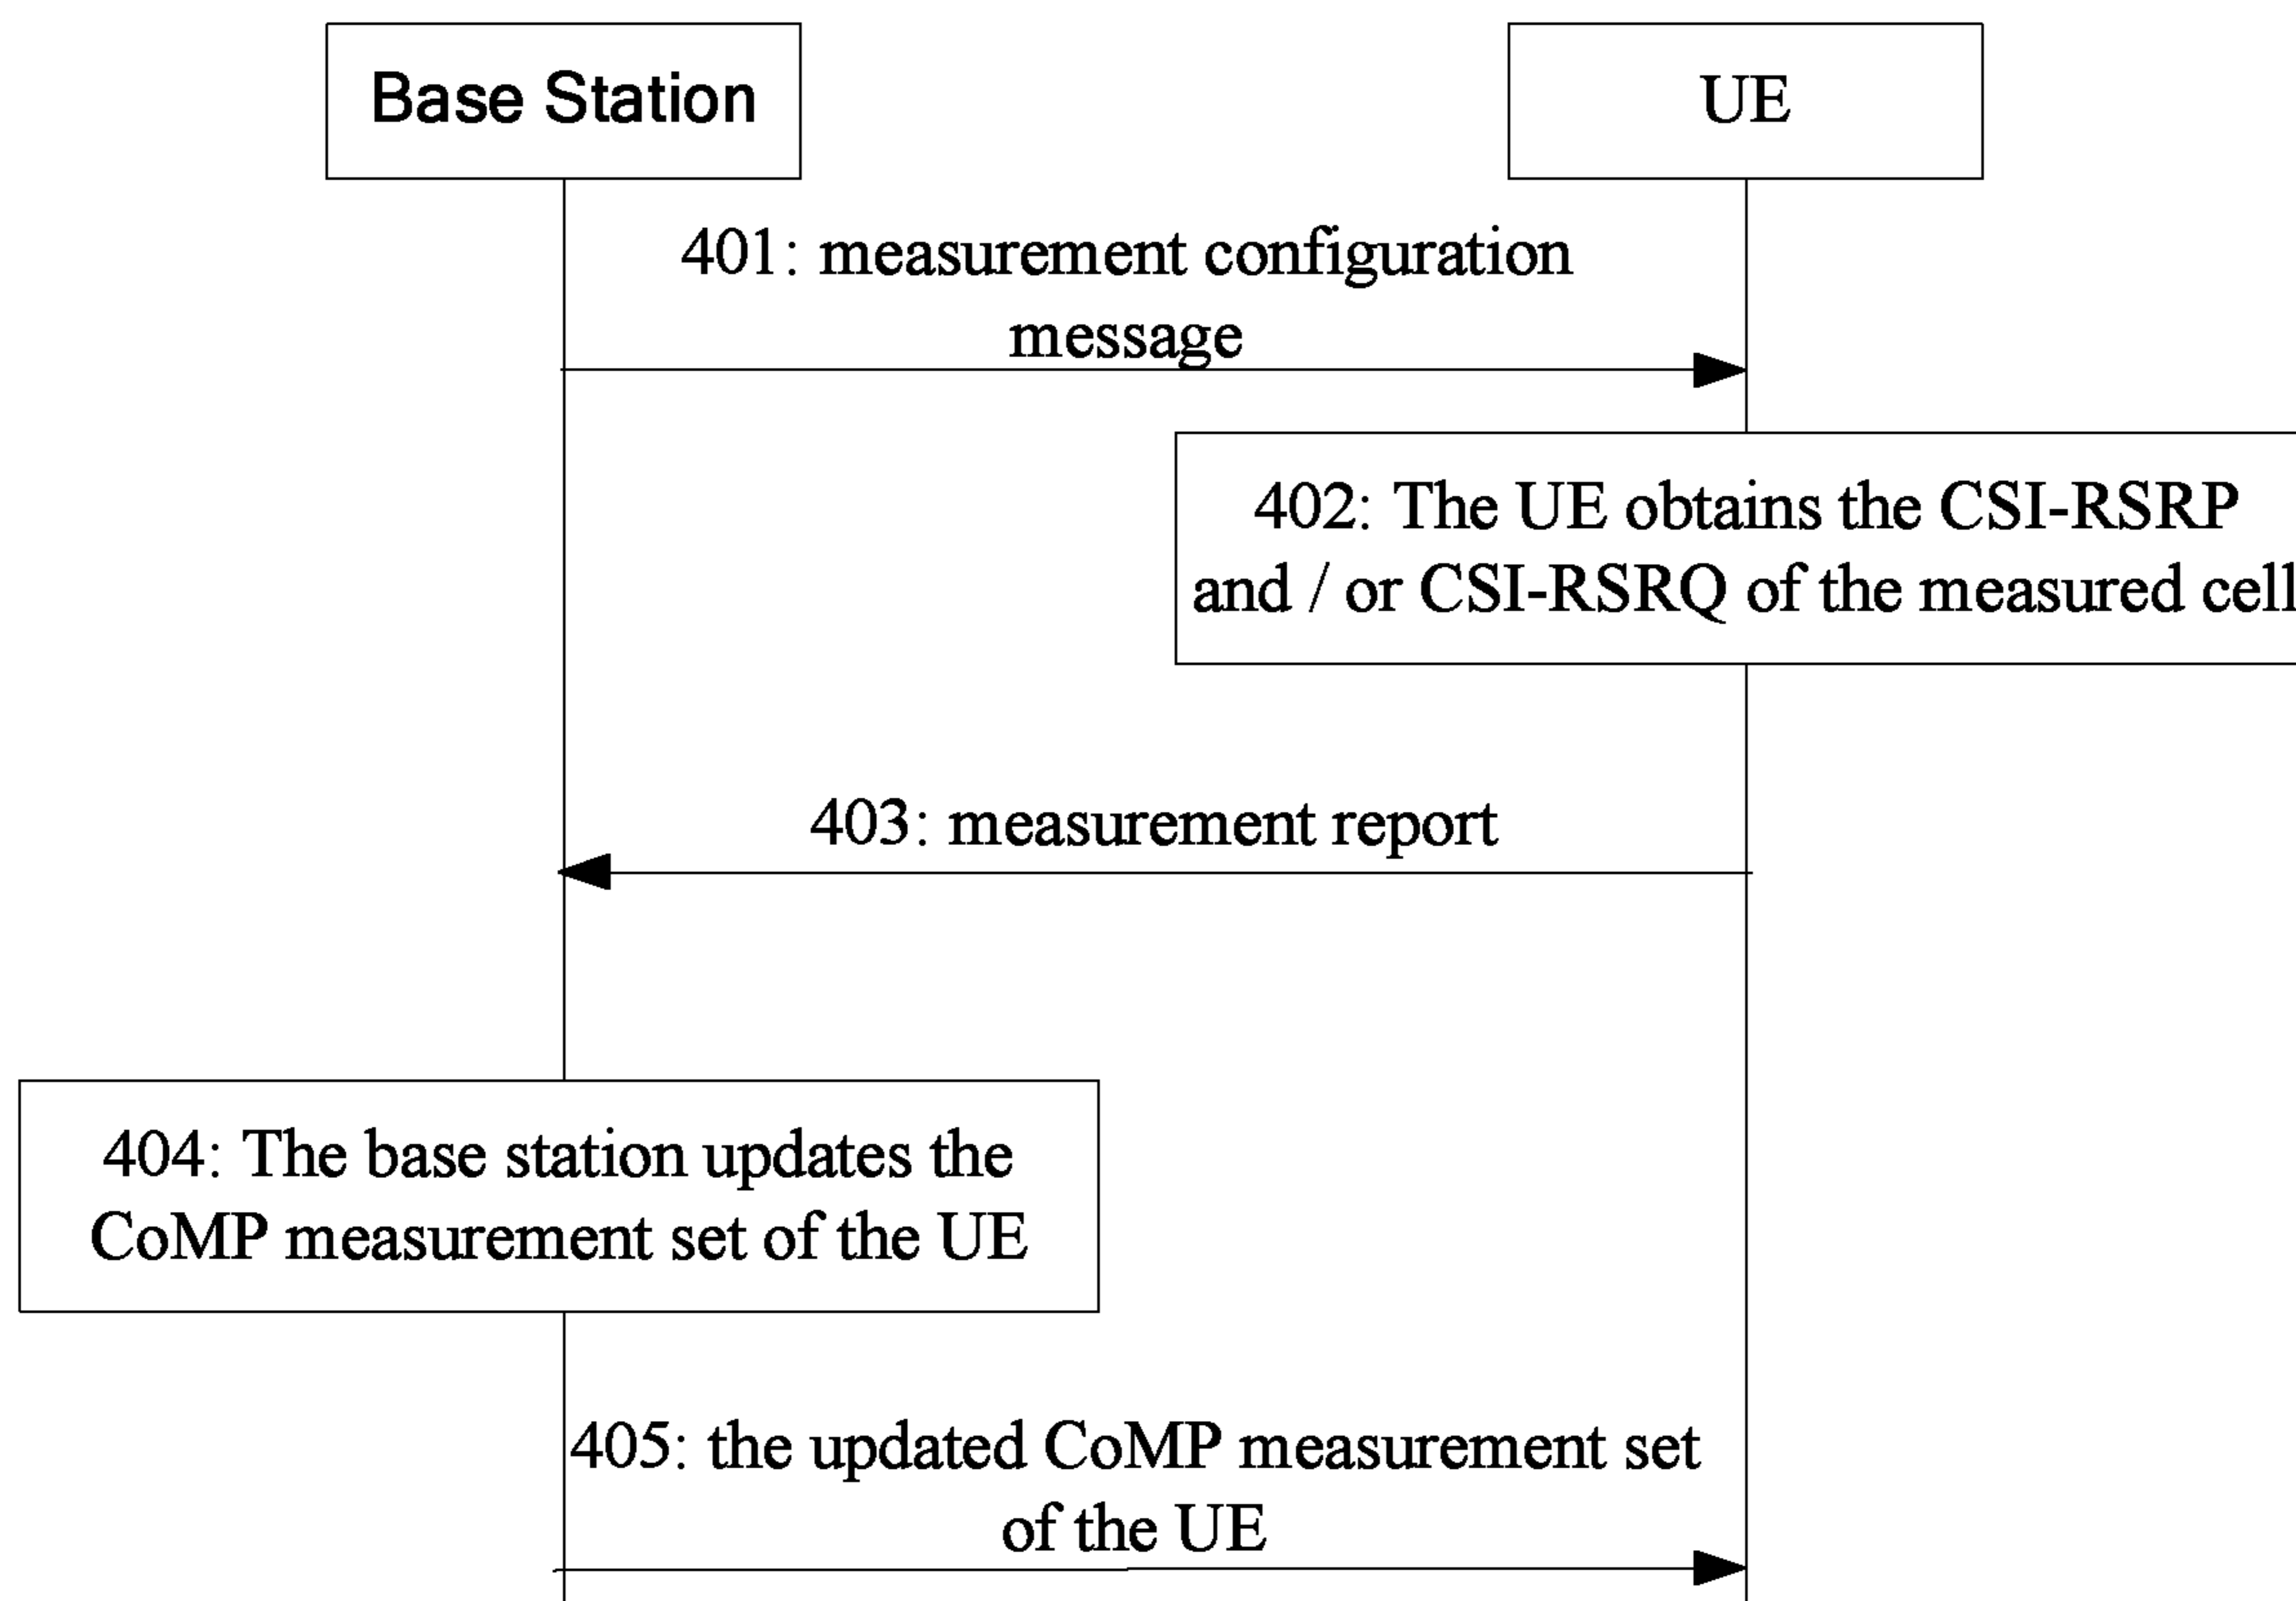 Base Station
UE
401: measurement configuration
message
402: The UE obtains the CSI-RSRP
and / or CSI-RSRQ of the measured cell
403: measurement report
404: The base station updates the
CoMP measurement set of the UE
405: the updated CoMP measurement set
of the UE